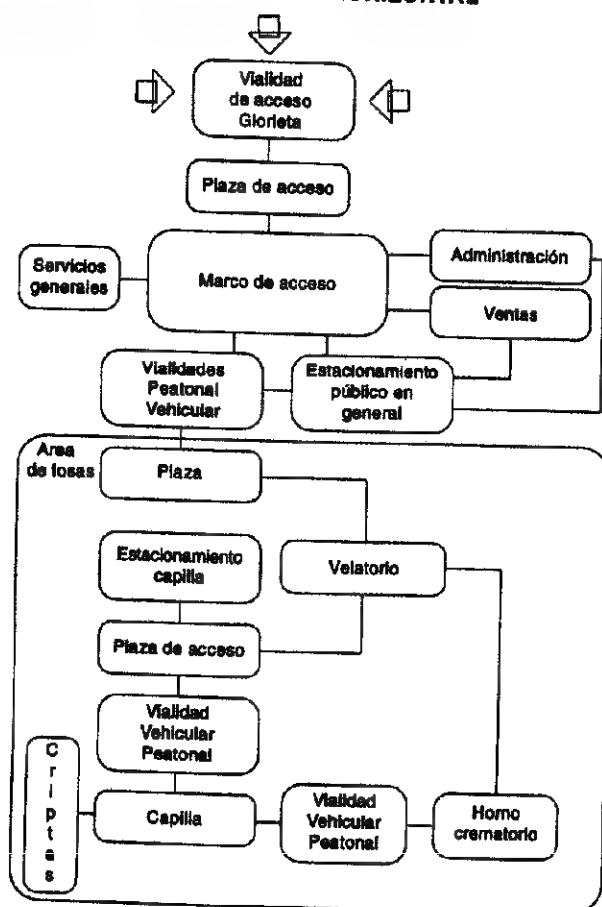 Vialidad
de acceso
Glorieta
Plaza de acceso
Servicios
generales
Marco de acceso
Administración
Ventas
Vialidades
Peatonal
Vehicular
Estacionamiento
público en
general
Area
de fosas
Plaza
Estacionamiento
capilla
Velatorio
Plaza de acceso
Vialidad
Vehicular
Peatonal
C
r
i
p
t
a
s
Capilla
Vialidad
Vehicular
Peatonal
Horno
crematorio